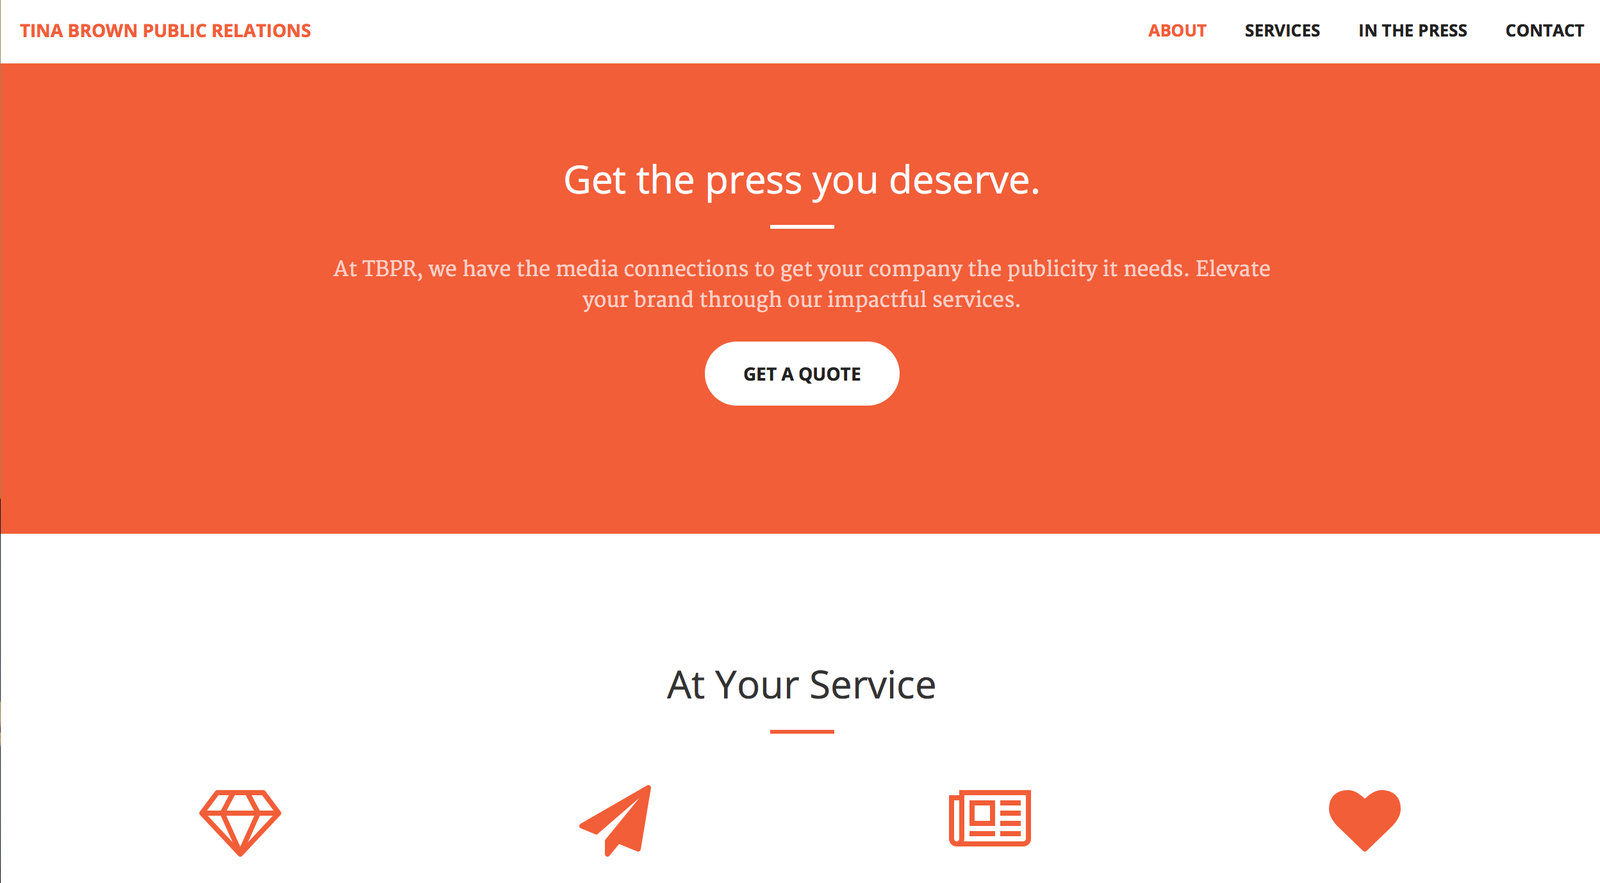 TINA BROWN PUBLIC RELATIONS
ABOUT SERVICES IN THE PRESS CONTACT
Get the press you deserve.
At TBPR, we have the media connections to get your company the publicity it needs. Elevate
your brand through our impactful services.
GET A QUOTE
At Your Service